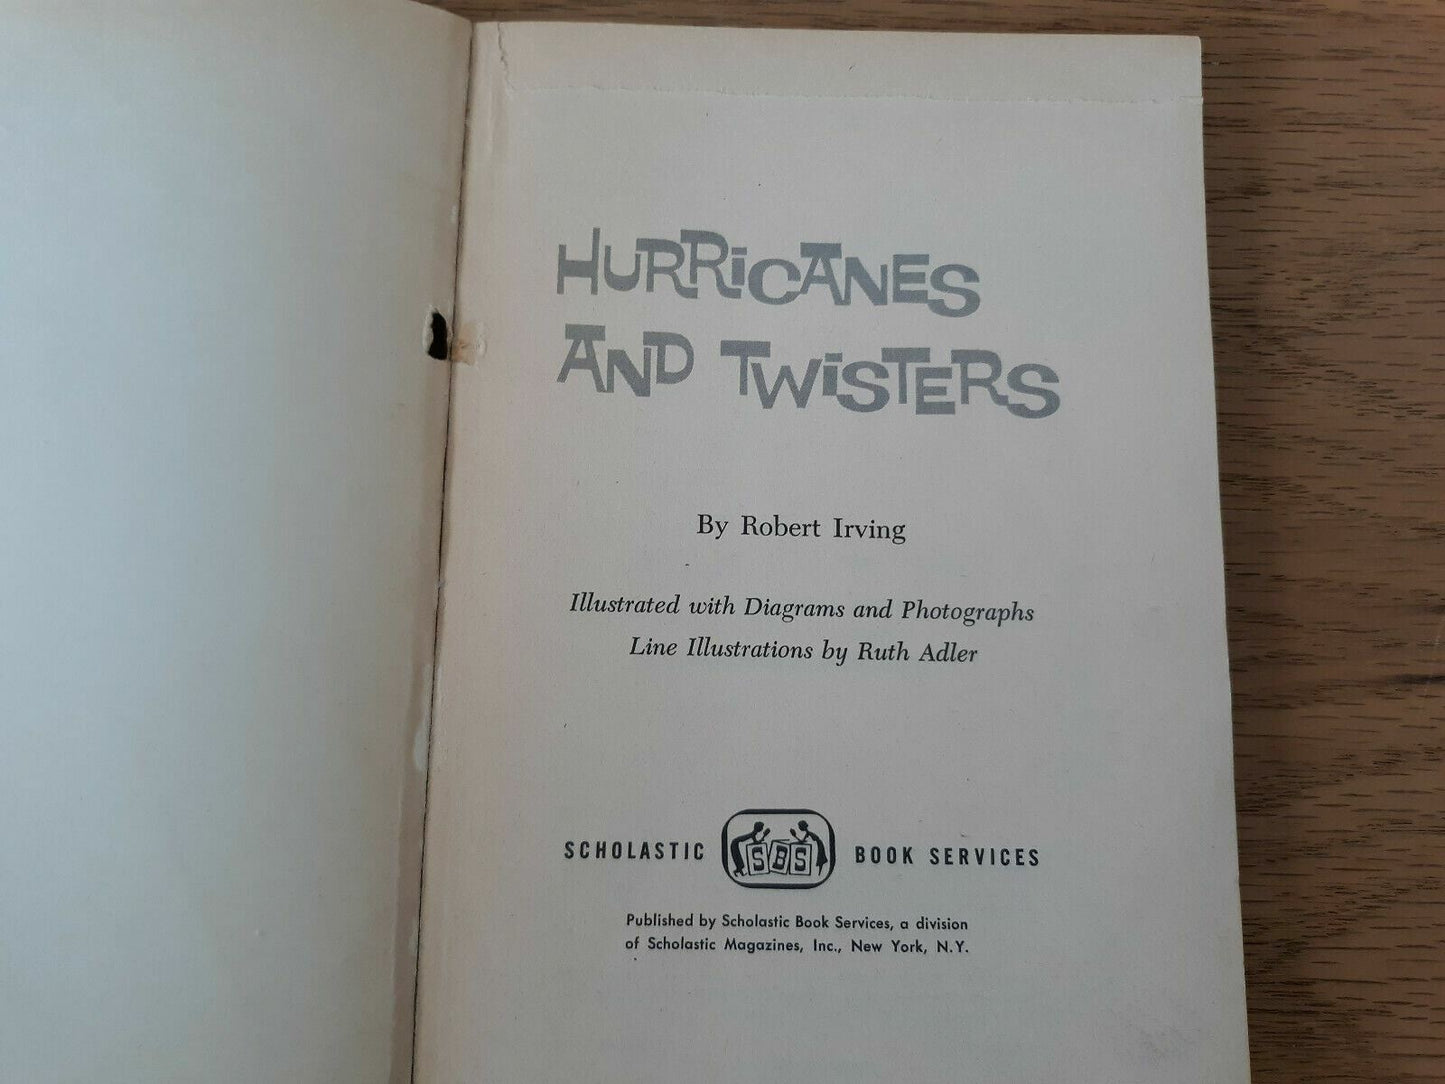 HURRICANES
AND TWISTERS
By Robert Irving
Illustrated with Diagrams and Photographs
Line Illustrations by Ruth Adler
SCHOLASTIC SBS BOOK SERVICES
Published by Scholastic Book Services, a division
of Scholastic Magazines, Inc., New York, N.Y.